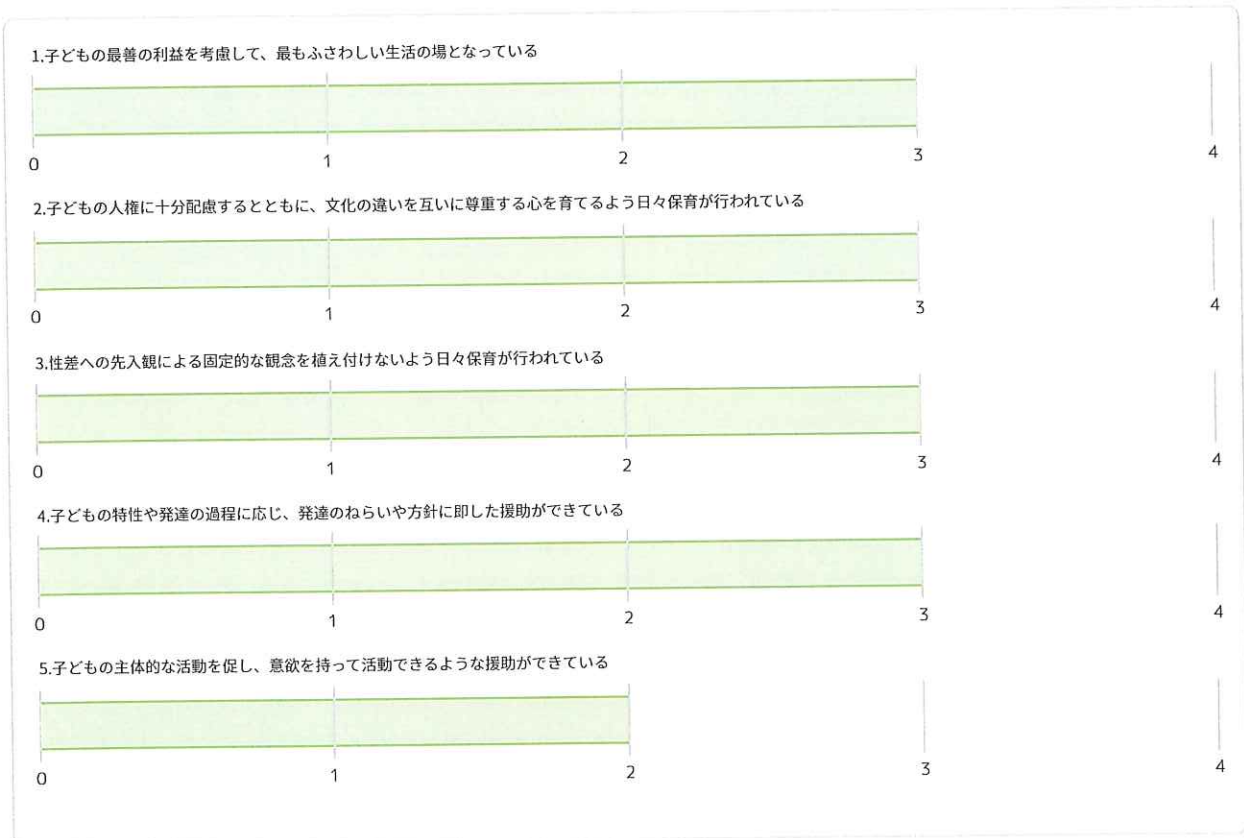 1.子どもの最善の利益を考慮して、最もふさわしい生活の場となっている
0 1 2 3 4
2.子どもの人権に十分配慮するとともに、文化の違いを互いに尊重する心を育てるよう日々保育が行われている
0 1 2 3 4
3.性差への先入観による固定的な観念を植え付けないよう日々保育が行われている
0 1 2 3 4
4.子どもの特性や発達の過程に応じ、発達のねらいや方針に即した援助ができている
0 1 2 3 4
5.子どもの主体的な活動を促し、意欲を持って活動できるような援助ができている
0 1 2 3 4